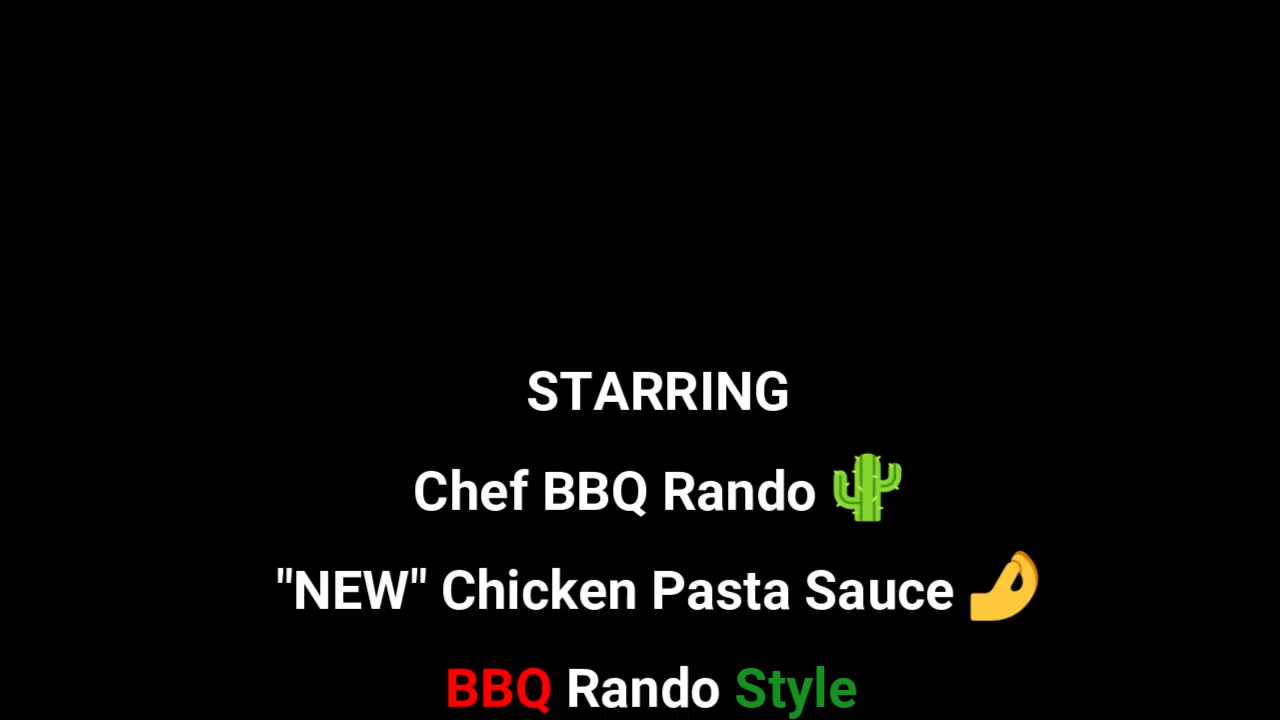 STARRING
Chef BBQ Rando 🌵
"NEW" Chicken Pasta Sauce 🤌
BBQ Rando Style